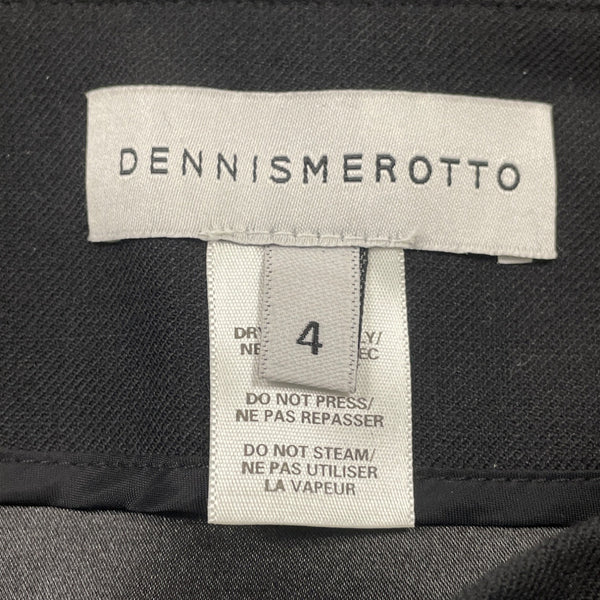 DENNISMEROTTO
4
DO NOT PRESS/
NE PAS REPASSER
DO NOT STEAM/
NE PAS UTILISER
LA VAPEUR